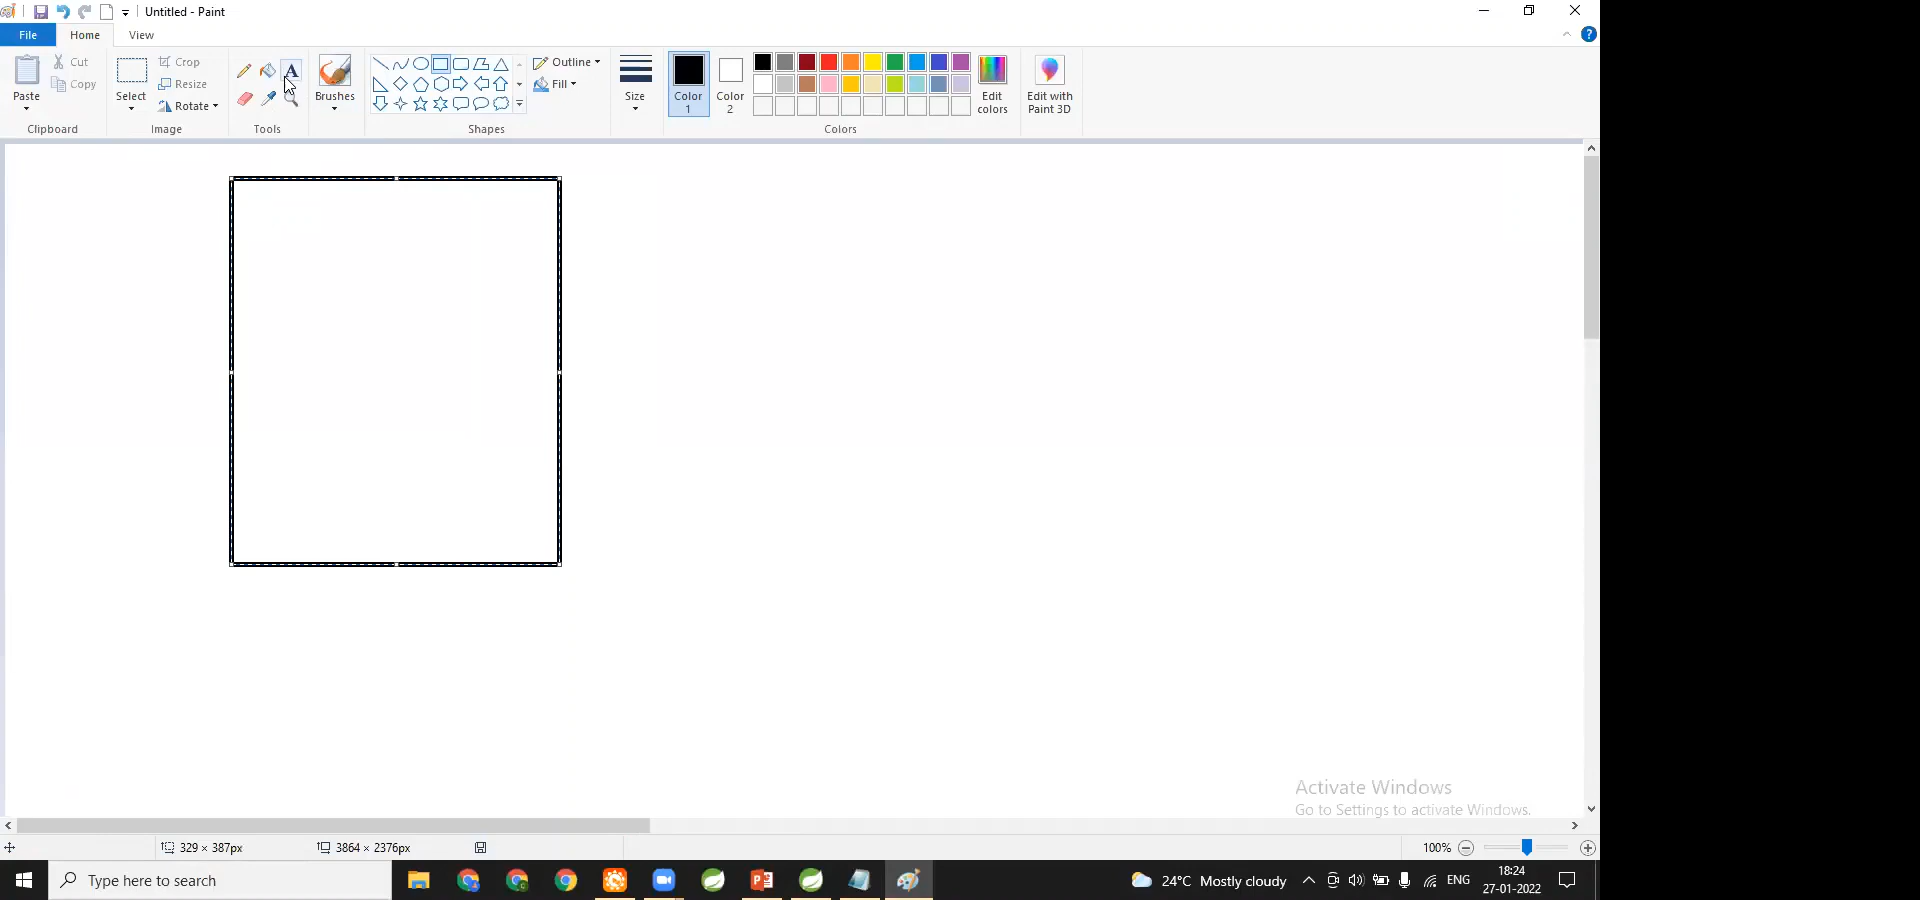 Untitled - Paint
File Home View
Paste
Cut
Copy
Clipboard
Select
Crop
Resize
Rotate
Image
A
Tools
Brushes
Shapes
Outline
Fill
Size
Color
1
Color
2
Colors
Edit
colors
Edit with
Paint 3D
Activate Windows
Go to Settings to activate Windows.
329 × 387px
3864 × 2376px
100%
Type here to search
24°C Mostly cloudy
ENG
18:24
27-01-2022